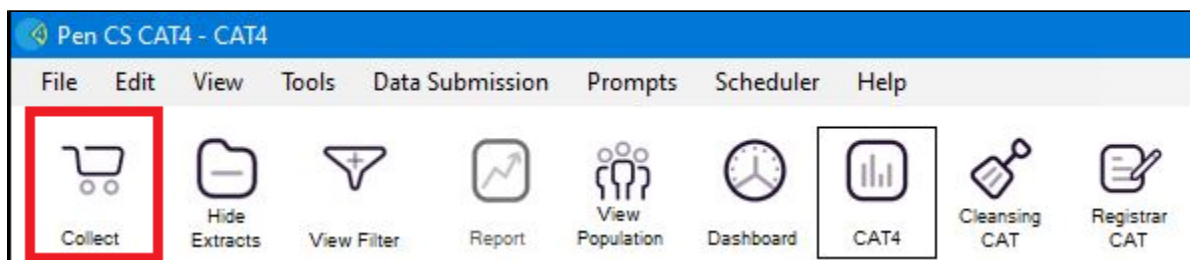 Pen CS CAT4 - CAT4
File Edit View Tools Data Submission Prompts Scheduler Help
Collect
Hide
Extracts
View Filter
Report
View
Population
Dashboard
CAT4
Cleansing
CAT
Registrar
CAT